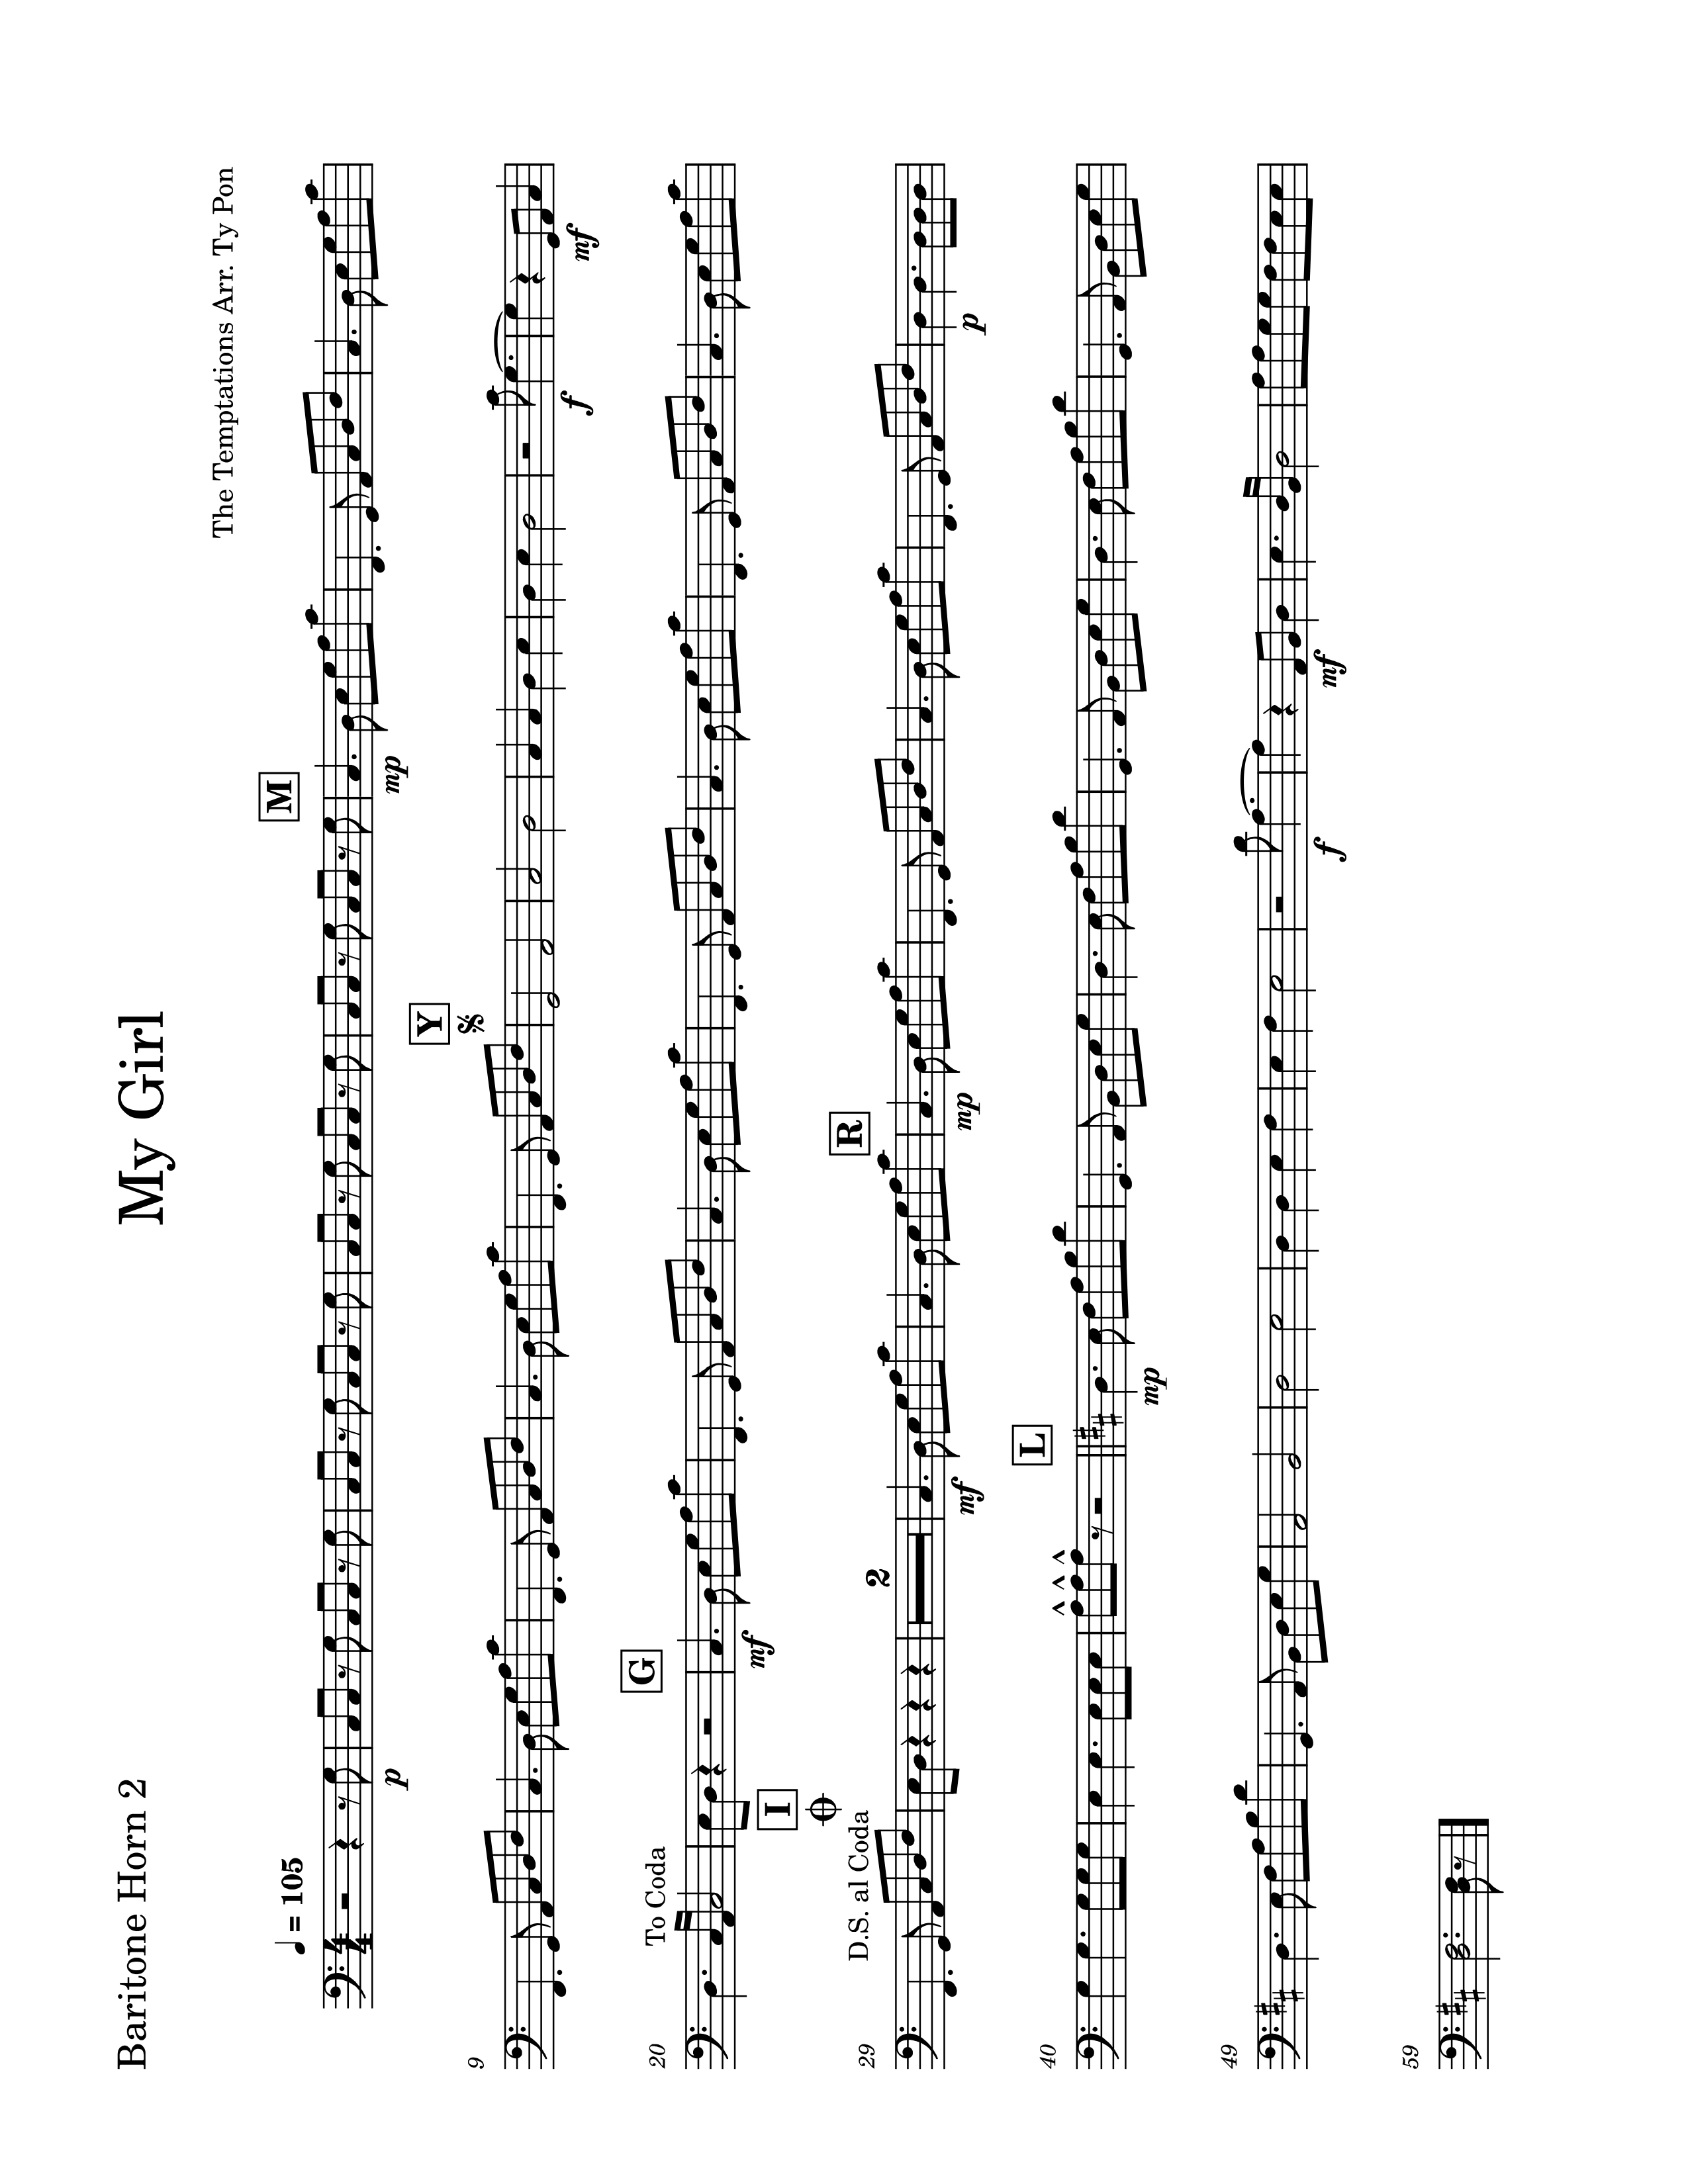 Baritone Horn 2
My Girl
The Temptations Arr. Ty Pon
= 105
M
p
mp
9
Y
f
mf
20
To Coda
G
mf
29
D.S. al Coda
I
2
R
mf
mp
p
40
L
mp
49
f
mf
59